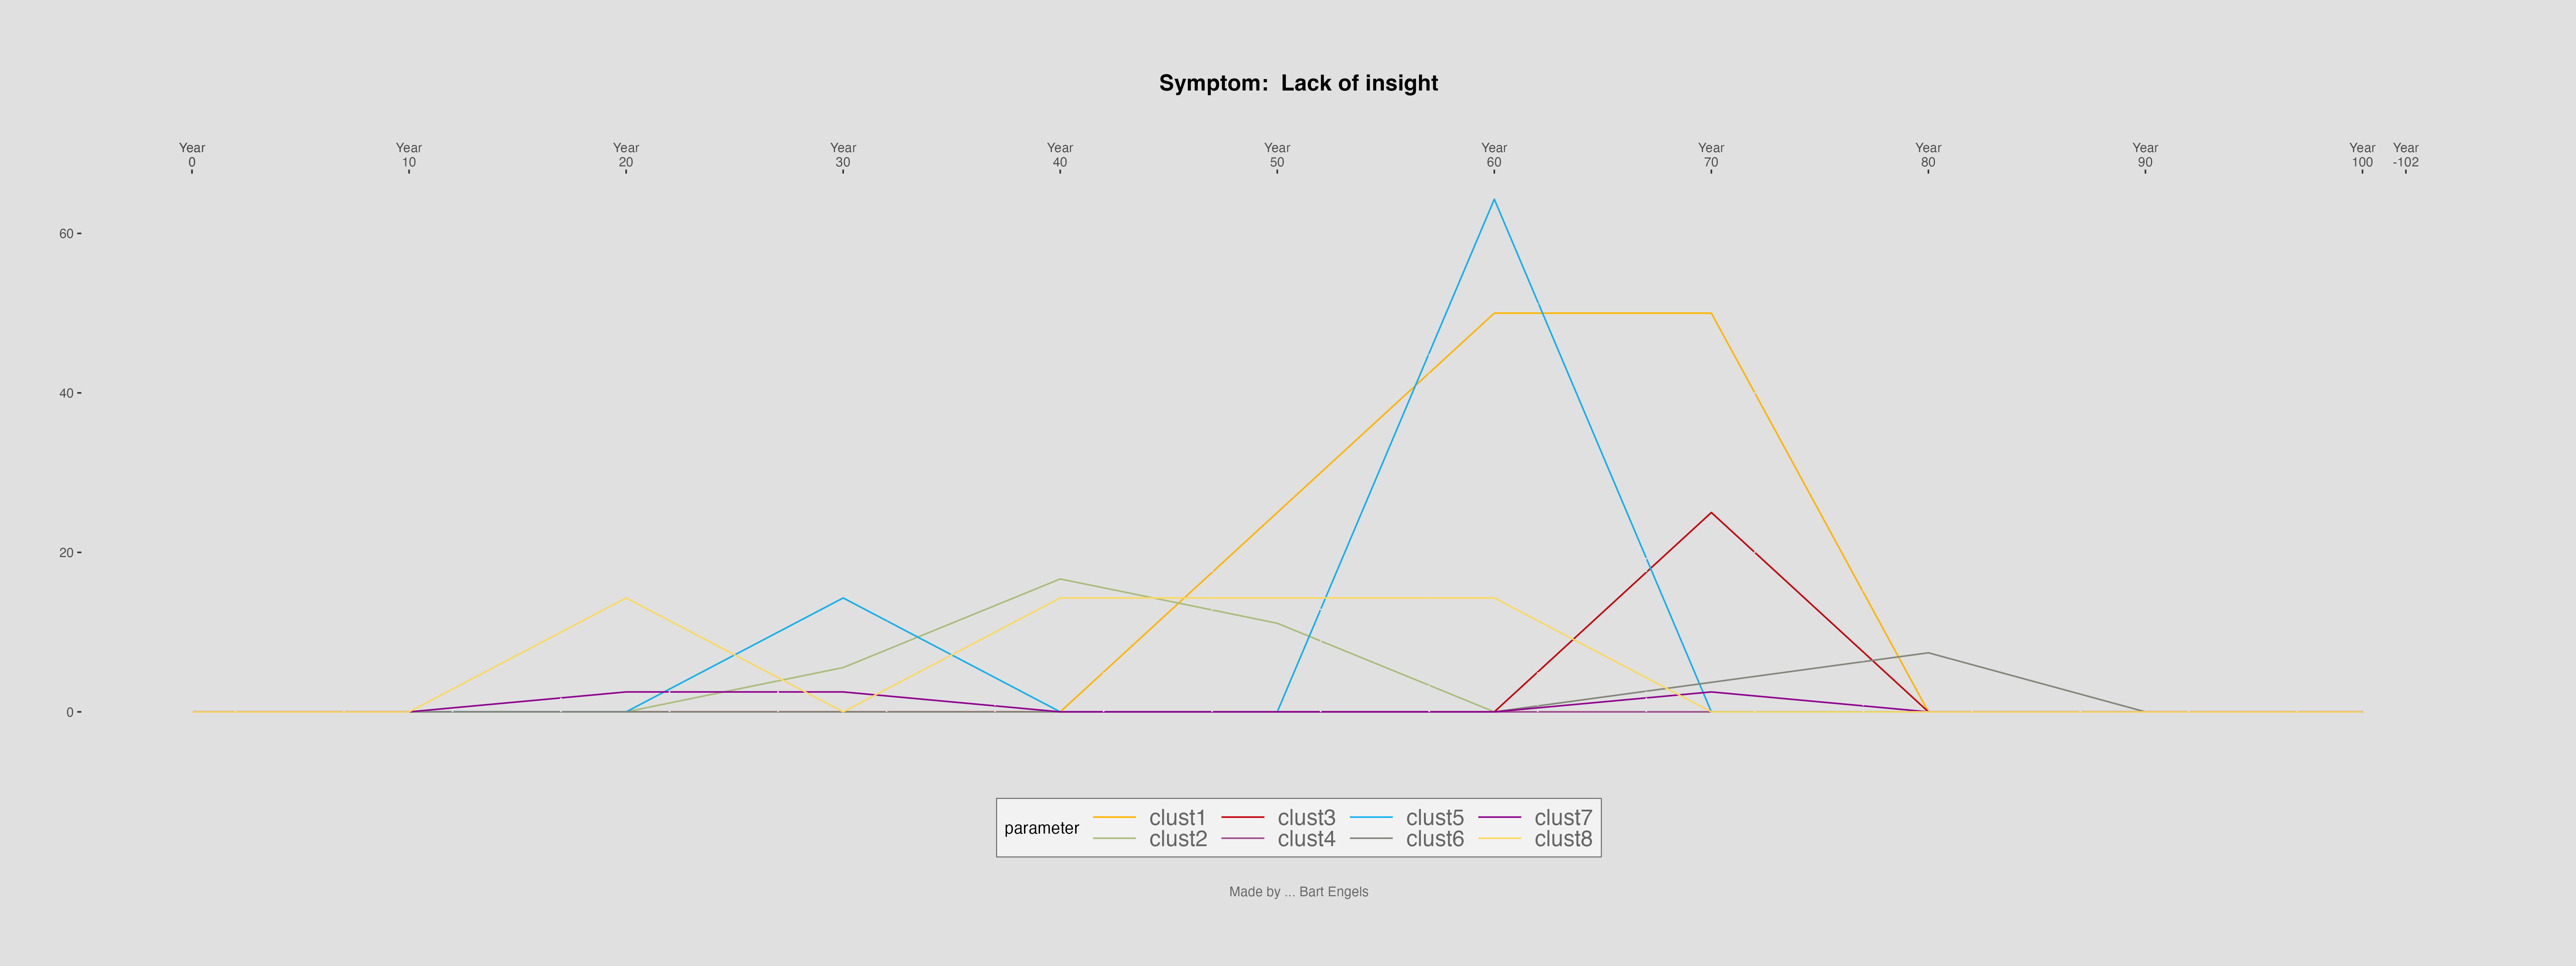 Symptom:  Lack of insight
Year Year Year Year Year Year Year Year Year Year Year Year
0 10 20 30 40 50 60 70 80 90 100 -102
60
40
20
0
parameter
clust1 clust3 clust5 clust7
clust2 clust4 clust6 clust8
Made by ... Bart Engels